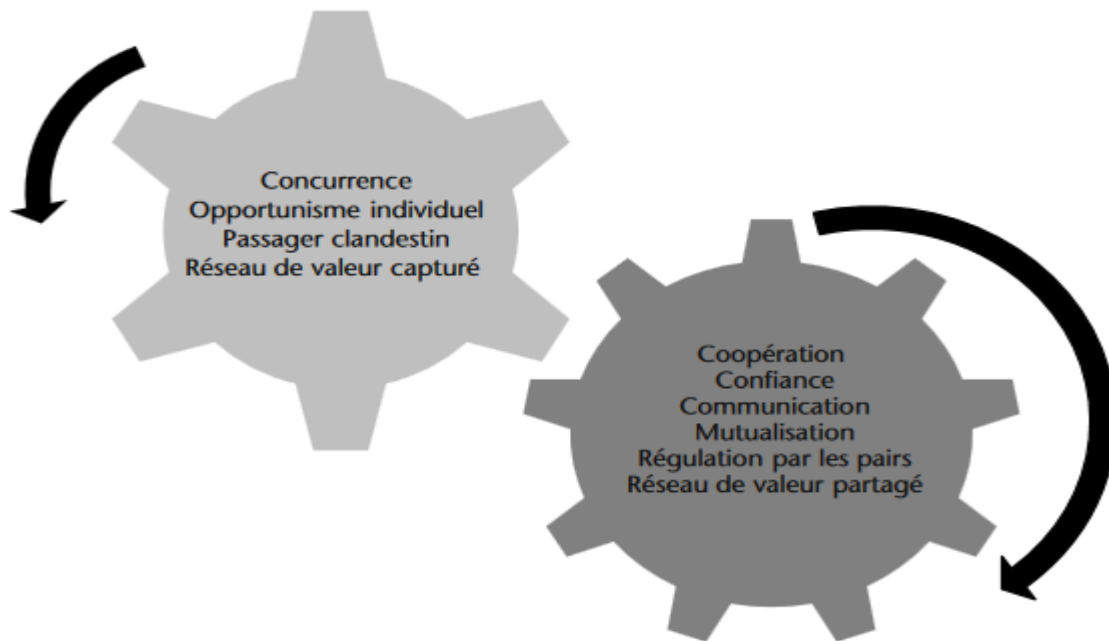 Concurrence
Opportunisme individuel
Passager clandestin
Réseau de valeur capturé
Coopération
Confiance
Communication
Mutualisation
Régulation par les pairs
Réseau de valeur partagé